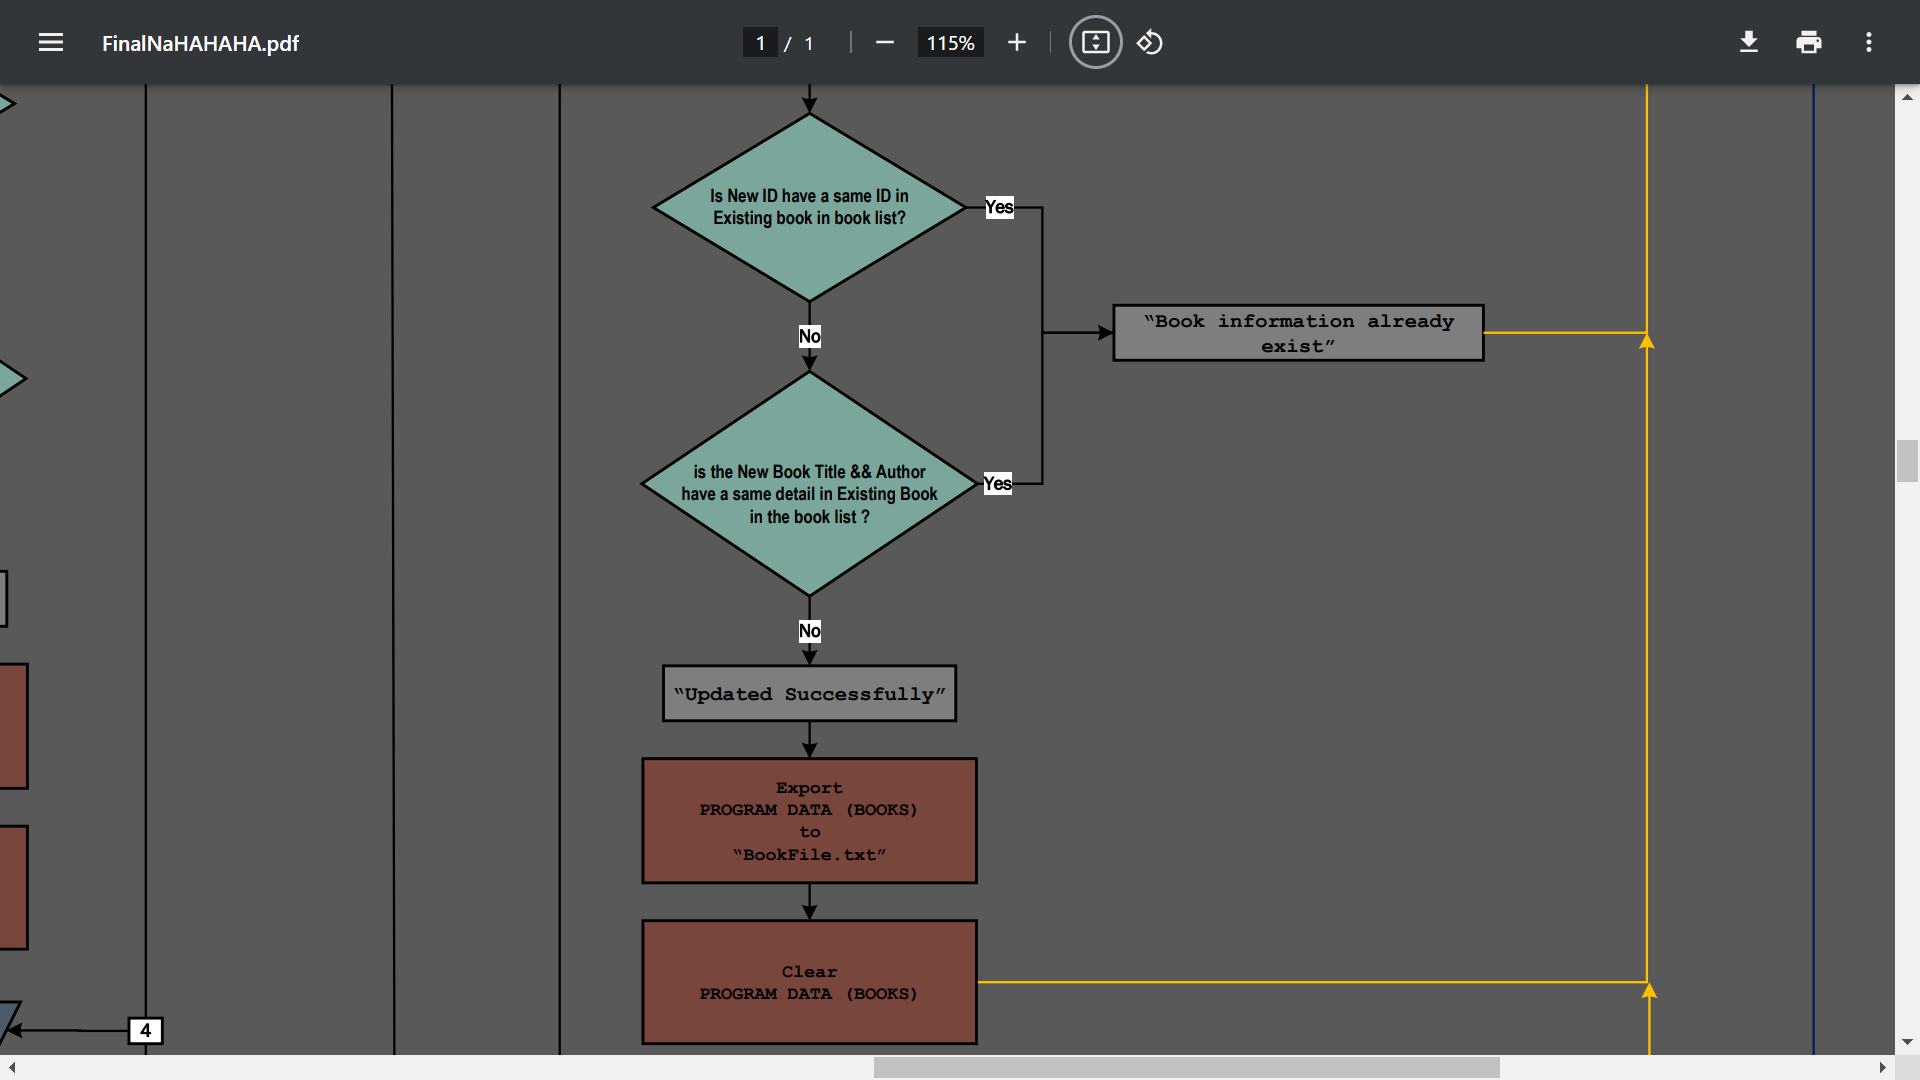 FinalNaHAHAHA.pdf
1 / 1
115%
Is New ID have a same ID in
Existing book in book list?
Yes
No
“Book information already
exist”
is the New Book Title && Author
have a same detail in Existing Book
in the book list ?
Yes
No
“Updated Successfully”
Export
PROGRAM DATA (BOOKS)
to
“BookFile.txt”
Clear
PROGRAM DATA (BOOKS)
4